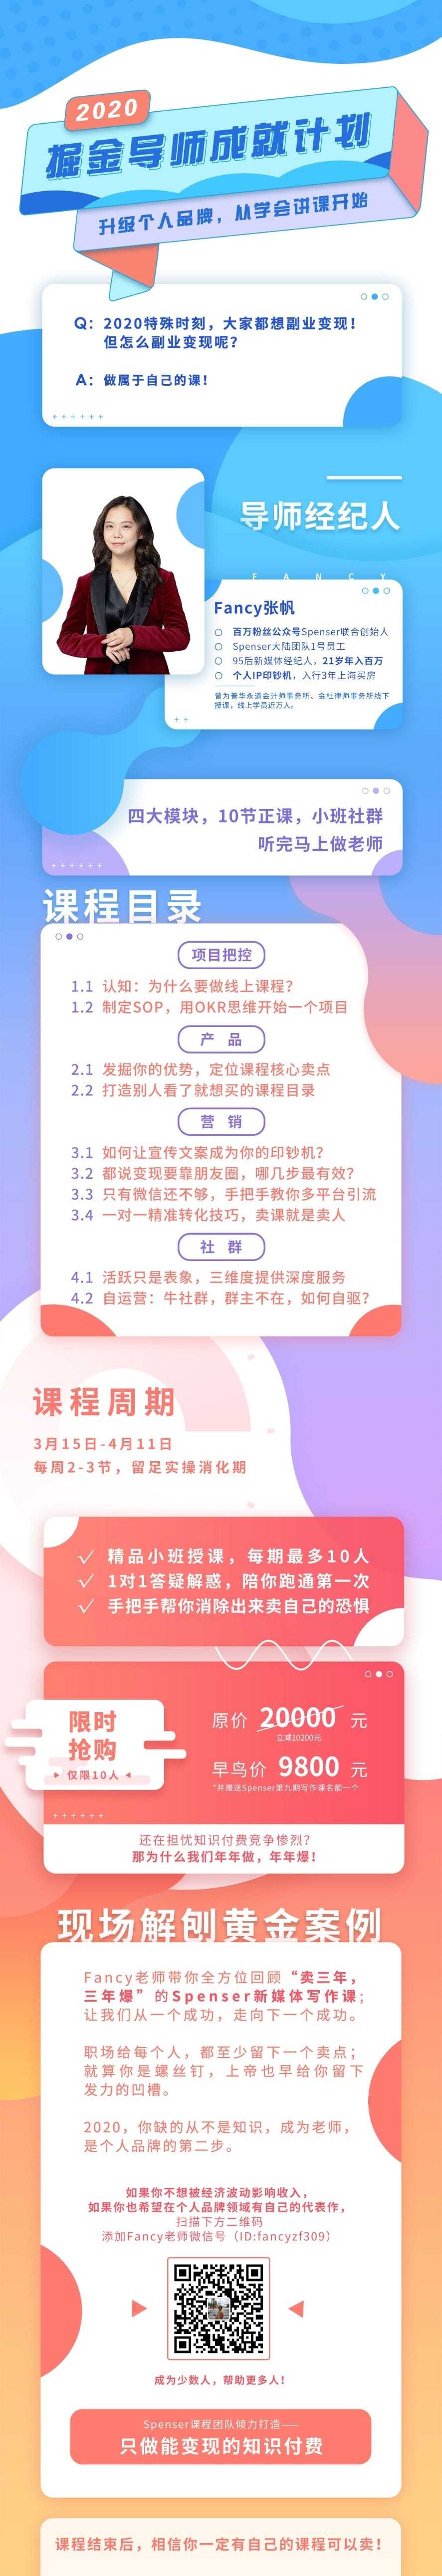 2020
掘金导师成就计划
升级个人品牌，从学会讲课开始
Q：2020特殊时刻，大家都想副业变现！
但怎么副业变现呢？
A：做属于自己的课！
导师经纪人
F A N C Y
Fancy张帆
百万粉丝公众号Spenser联合创始人
Spenser大陆团队1号员工
95后新媒体经纪人，21岁年入百万
个人IP印钞机，入行3年上海买房
曾为普华永道会计师事务所、金杜律师事务所线下
授课，线上学员近万人。
四大模块，10节正课，小班社群
听完马上做老师
课程目录
项目把控
1.1 认知：为什么要做线上课程？
1.2 制定SOP，用OKR思维开始一个项目
产 品
2.1 发掘你的优势，定位课程核心卖点
2.2 打造别人看了就想买的课程目录
营 销
3.1 如何让宣传文案成为你的印钞机？
3.2 都说变现要靠朋友圈，哪几步最有效？
3.3 只有微信还不够，手把手教你多平台引流
3.4 一对一精准转化技巧，卖课就是卖人
社 群
4.1 活跃只是表象，三维度提供深度服务
4.2 自运营：牛社群，群主不在，如何自驱？
课程周期
3月15日-4月11日
每周2-3节，留足实操消化期
精品小班授课，每期最多10人
1对1答疑解惑，陪你跑通第一次
手把手帮你消除出来卖自己的恐惧
限时
抢购
仅限10人
原价 20000 元
立减10200元
早鸟价 9800 元
*并赠送Spenser第九期写作课名额一个
还在担忧知识付费竞争惨烈？
那为什么我们年年做，年年爆！
现场解刨黄金案例
Fancy老师带你全方位回顾“卖三年，
三年爆”的Spenser新媒体写作课；
让我们从一个成功，走向下一个成功。
职场给每个人，都至少留下一个卖点；
就算你是螺丝钉，上帝也早给你留下
发力的凹槽。
2020，你缺的从不是知识，成为老师，
是个人品牌的第二步。
如果你不想被经济波动影响收入，
如果你也希望在个人品牌领域有自己的代表作，
扫描下方二维码
添加Fancy老师微信号（ID:fancyzf309）
成为少数人，帮助更多人！
Spenser课程团队倾力打造——
只做能变现的知识付费
课程结束后，相信你一定有自己的课程可以卖！